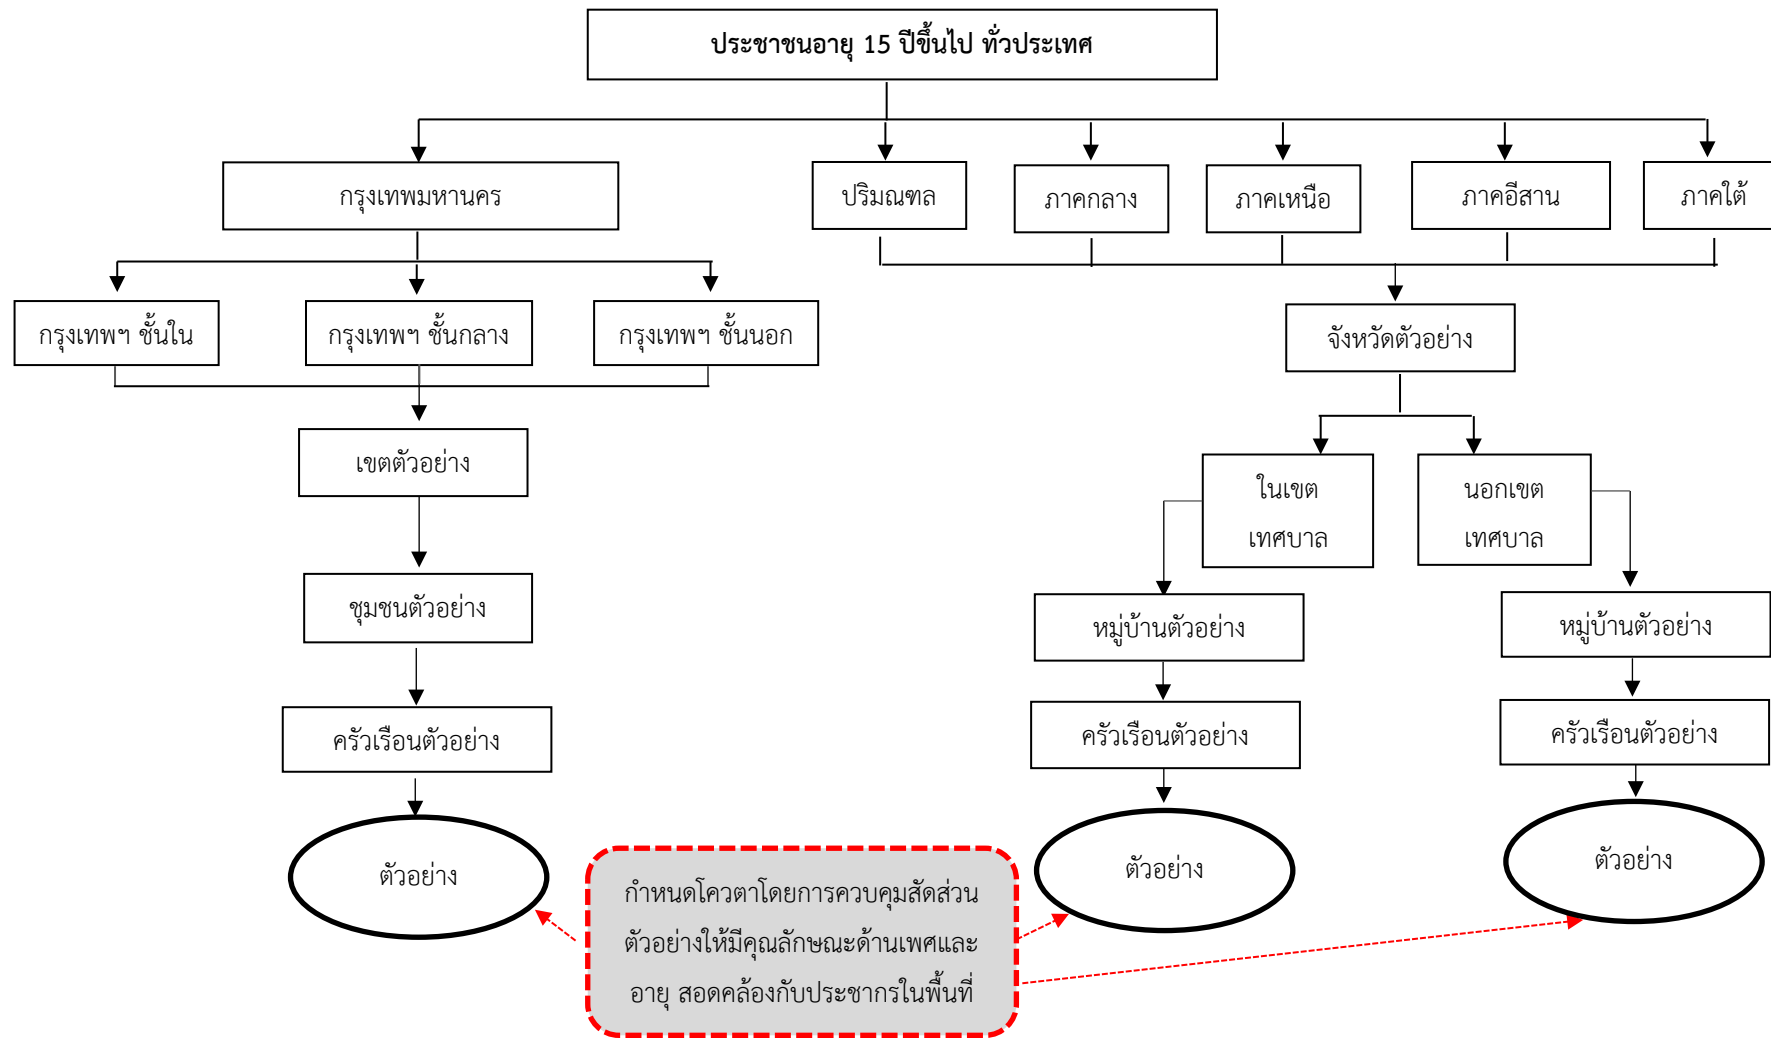 ประชาชนอายุ 15 ปีขึ้นไป ทั่วประเทศ
กรุงเทพมหานคร
ปริมณฑล
ภาคกลาง
ภาคเหนือ
ภาคอีสาน
ภาคใต้
กรุงเทพฯ ชั้นใน
กรุงเทพฯ ชั้นกลาง
กรุงเทพฯ ชั้นนอก
จังหวัดตัวอย่าง
เขตตัวอย่าง
ในเขต
เทศบาล
นอกเขต
เทศบาล
ชุมชนตัวอย่าง
หมู่บ้านตัวอย่าง
หมู่บ้านตัวอย่าง
ครัวเรือนตัวอย่าง
ครัวเรือนตัวอย่าง
ครัวเรือนตัวอย่าง
ตัวอย่าง
ตัวอย่าง
ตัวอย่าง
กำหนดโควตาโดยการควบคุมสัดส่วน
ตัวอย่างให้มีคุณลักษณะด้านเพศและ
อายุ สอดคล้องกับประชากรในพื้นที่